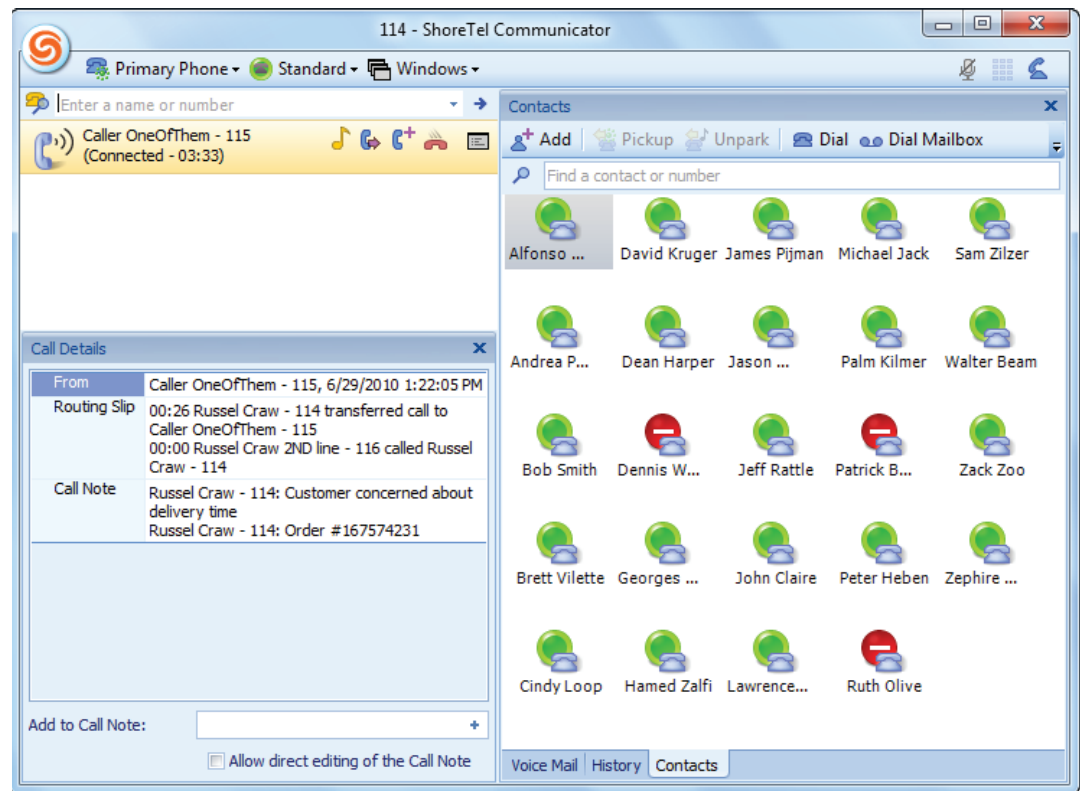 114 - ShoreTel Communicator
Primary Phone Standard Windows
Enter a name or number
Caller OneOfThem - 115
(Connected - 03:33)
Call Details
From Caller OneOfThem - 115, 6/29/2010 1:22:05 PM
Routing Slip 00:26 Russel Craw - 114 transferred call to
Caller OneOfThem - 115
00:00 Russel Craw 2ND line - 116 called Russel
Craw - 114
Call Note Russel Craw - 114: Customer concerned about
delivery time
Russel Craw - 114: Order #167574231
Add to Call Note:
Allow direct editing of the Call Note
Contacts
Add Pickup Unpark Dial Dial Mailbox
Find a contact or number
Alfonso ... David Kruger James Pijman Michael Jack Sam Zilzer
Andrea P... Dean Harper Jason ... Palm Kilmer Walter Beam
Bob Smith Dennis W... Jeff Rattle Patrick B... Zack Zoo
Brett Vilette Georges ... John Claire Peter Heben Zephire ...
Cindy Loop Hamed Zalfi Lawrence... Ruth Olive
Voice Mail History Contacts